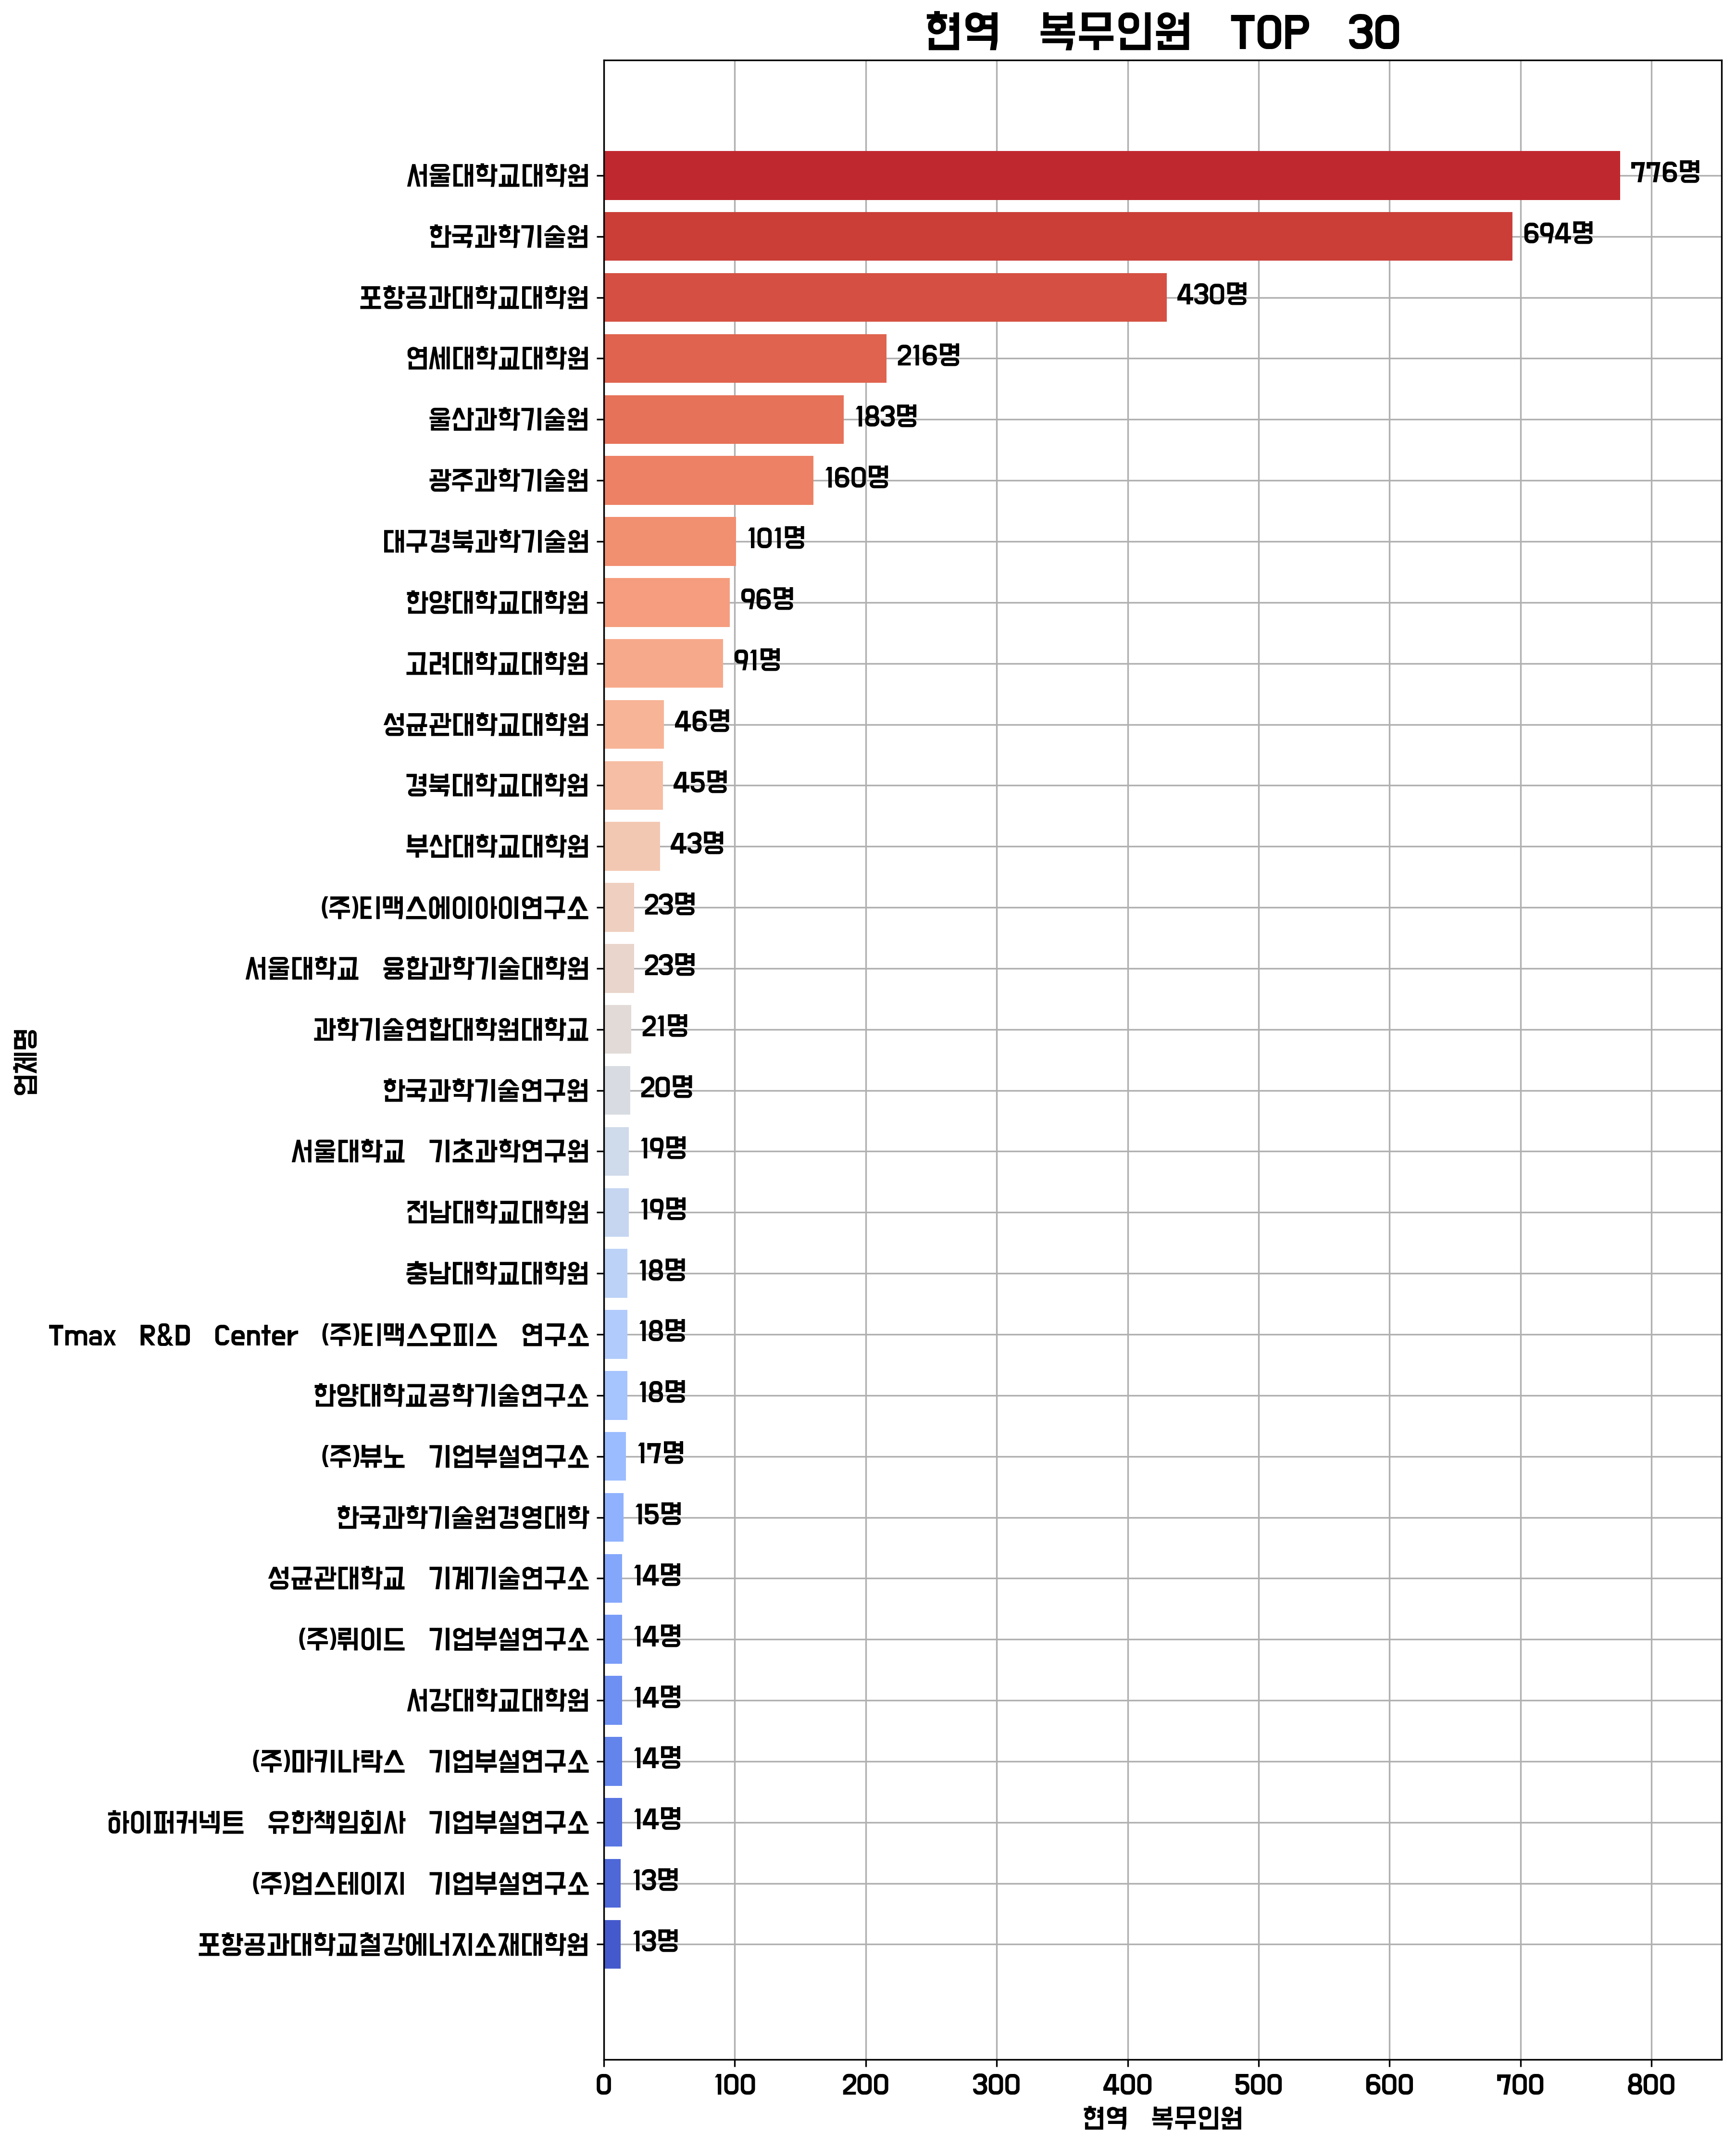 현역 복무인원 TOP 30
서울대학교대학원 776명
한국과학기술원 694명
포항공과대학교대학원 430명
연세대학교대학원 216명
울산과학기술원 183명
광주과학기술원 160명
대구경북과학기술원 101명
한양대학교대학원 96명
고려대학교대학원 91명
성균관대학교대학원 46명
경북대학교대학원 45명
부산대학교대학원 43명
(주)티맥스에이아이연구소 23명
서울대학교 융합과학기술대학원 23명
과학기술연합대학원대학교 21명
업체명
한국과학기술연구원 20명
서울대학교 기초과학연구원 19명
전남대학교대학원 19명
충남대학교대학원 18명
Tmax R&D Center (주)티맥스오피스 연구소 18명
한양대학교공학기술연구소 18명
(주)뷰노 기업부설연구소 17명
한국과학기술원경영대학 15명
성균관대학교 기계기술연구소 14명
(주)뤼이드 기업부설연구소 14명
서강대학교대학원 14명
(주)마키나락스 기업부설연구소 14명
하이퍼커넥트 유한책임회사 기업부설연구소 14명
(주)업스테이지 기업부설연구소 13명
포항공과대학교철강에너지소재대학원 13명
0 100 200 300 400 500 600 700 800
현역 복무인원